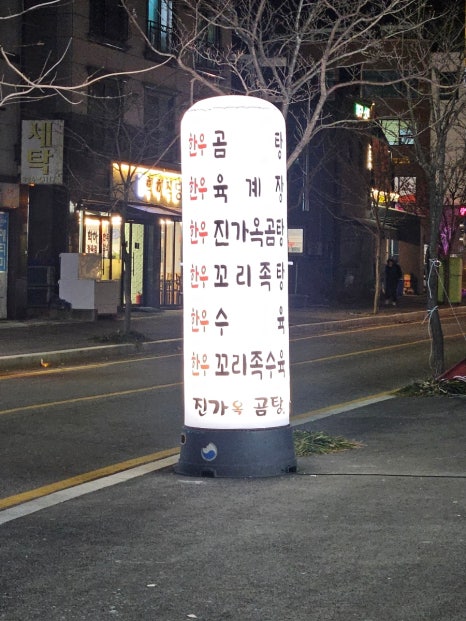 한우 곰 탕
한우 육 계 장
한우 진가옥곰탕
한우 꼬 리 족 탕
한우 수 육
한우 꼬리족수육
진가옥 곰탕
세탁